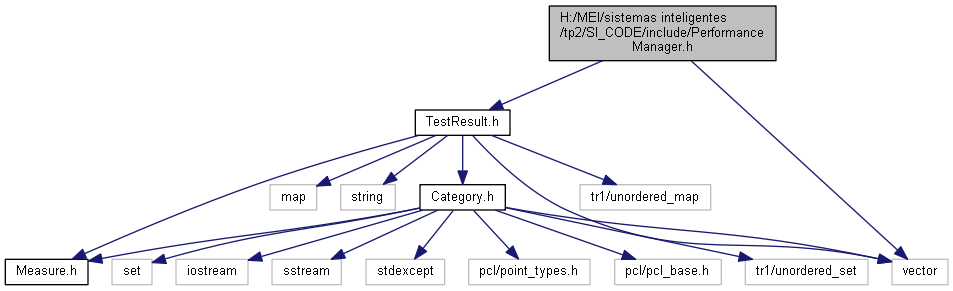 H:/MEI/sistemas inteligentes
/tp2/SI_CODE/include/Performance
Manager.h
TestResult.h
map
string
Category.h
tr1/unordered_map
Measure.h
set
iostream
sstream
stdexcept
pcl/point_types.h
pcl/pcl_base.h
tr1/unordered_set
vector